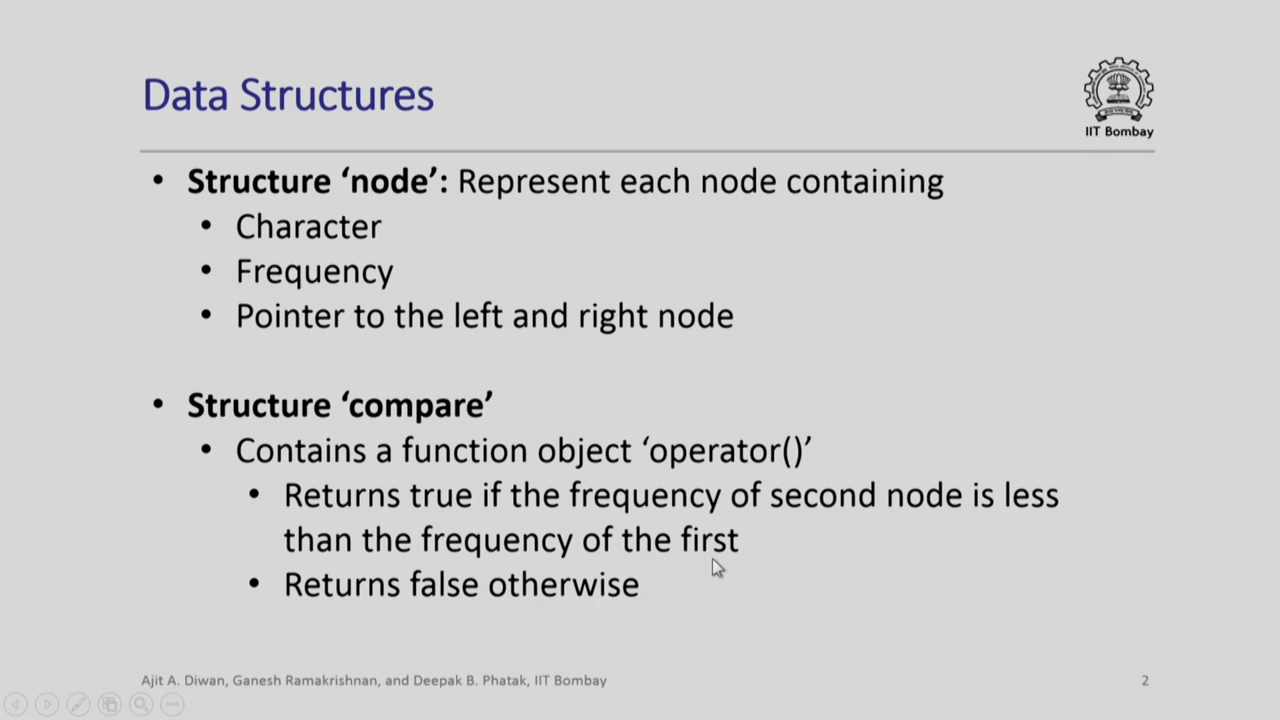 Data Structures
IIT Bombay
• Structure ‘node’: Represent each node containing
• Character
• Frequency
• Pointer to the left and right node
• Structure ‘compare’
• Contains a function object ‘operator()’
• Returns true if the frequency of second node is less
than the frequency of the first
• Returns false otherwise
Ajit A. Diwan, Ganesh Ramakrishnan, and Deepak B. Phatak, IIT Bombay
2